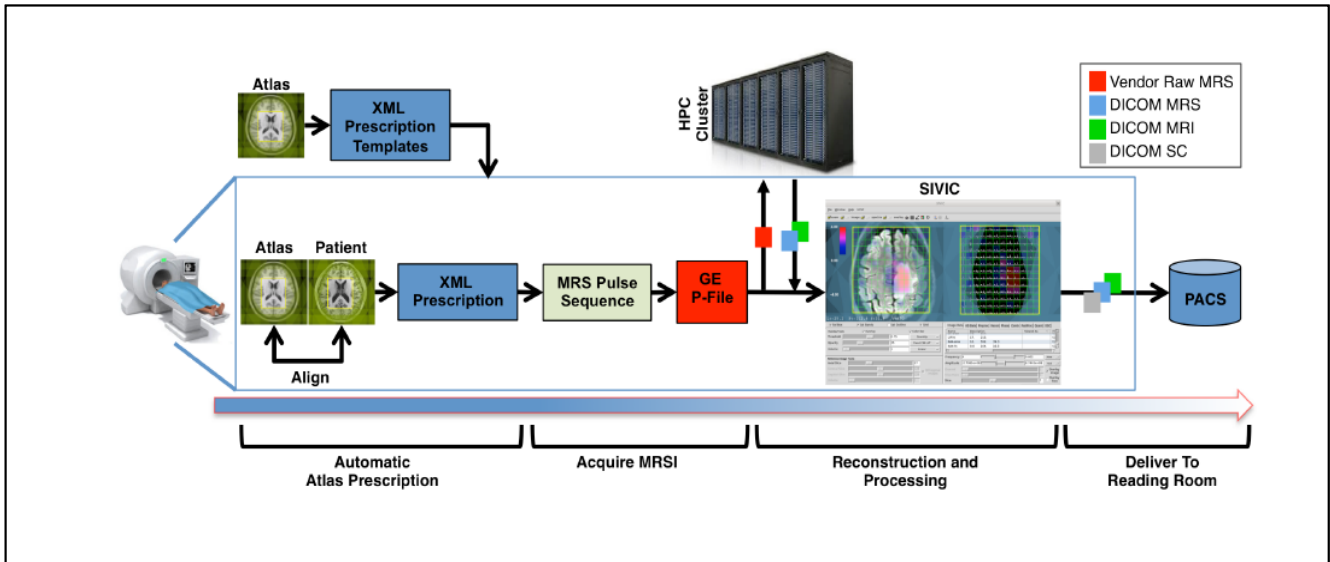 Atlas
XML
Prescription
Templates
HPC
Cluster
Vendor Raw MRS
DICOM MRS
DICOM MRI
DICOM SC
SIVIC
Atlas
Patient
XML
Prescription
MRS Pulse
Sequence
GE
P-File
PACS
Align
Automatic
Atlas Prescription
Acquire MRSI
Reconstruction and
Processing
Deliver To
Reading Room